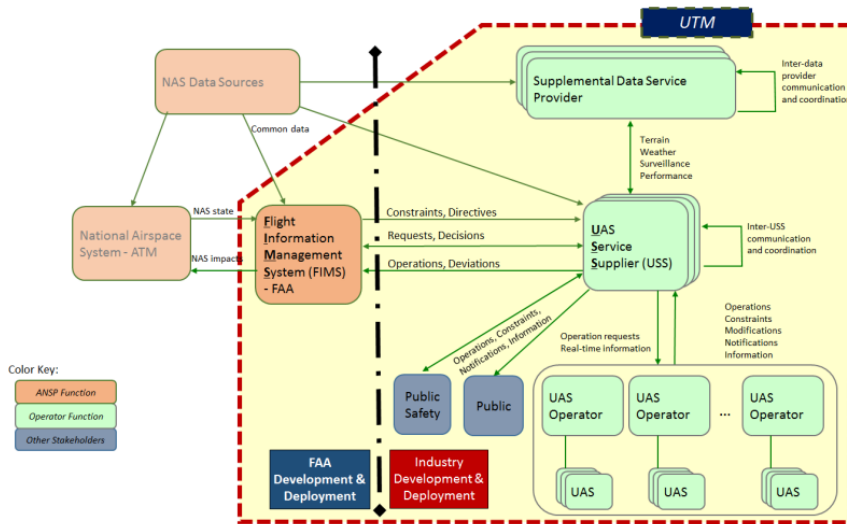 UTM
NAS Data Sources
Supplemental Data Service
Provider
Inter-data
provider
communication
and coordination
Common data
Terrain
Weather
Surveillance
Performance
National Airspace
System - ATM
NAS state
NAS impacts
Flight
Information
Management
System (FIMS)
- FAA
Constraints, Directives
Requests, Decisions
Operations, Deviations
UAS
Service
Supplier (USS)
Inter-USS
communication
and coordination
Operations, Constraints,
Notifications, Information
Operation requests
Real-time information
Operations
Constraints
Modifications
Notifications
Information
Color Key:
ANSP Function
Operator Function
Other Stakeholders
Public
Safety
Public
UAS
Operator
UAS
Operator
...
UAS
Operator
UAS
UAS
UAS
FAA
Development &
Deployment
Industry
Development &
Deployment